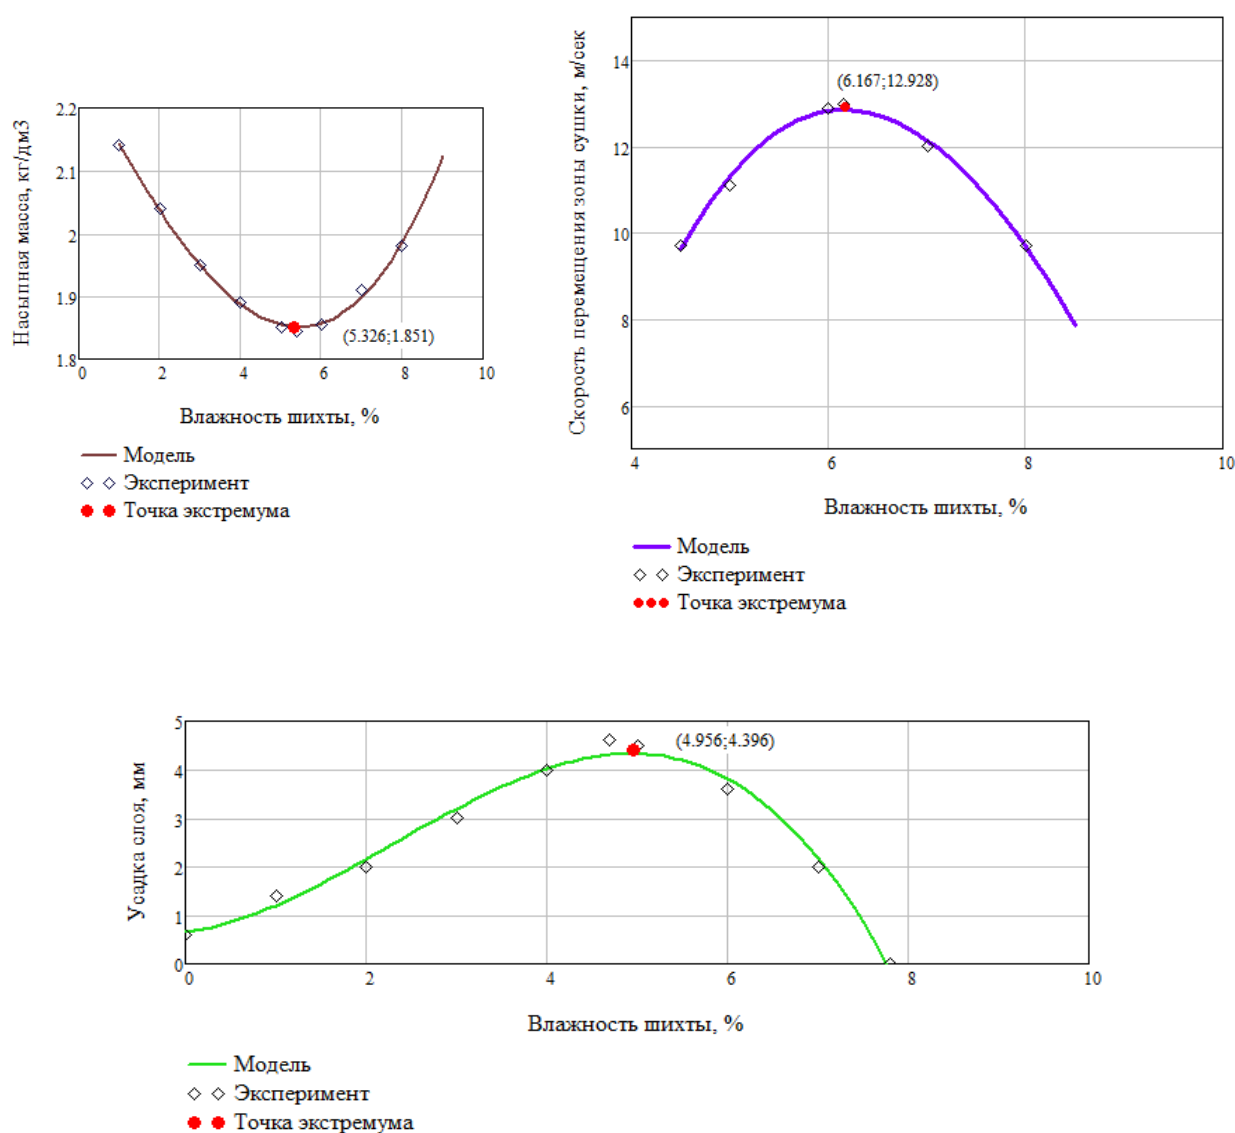 Насыпная масса, кг/дм3
2.2
2.1
2
1.9
1.8
0 2 4 6 8 10
(5.326;1.851)
Влажность шихты, %
Модель
Эксперимент
Точка экстремума
Скорость перемещения зоны сушки, м/сек
14
12
10
8
6
4 6 8 10
(6.167;12.928)
Влажность шихты, %
Модель
Эксперимент
Точка экстремума
Усадка слоя, мм
5
4
3
2
1
0
0 2 4 6 8 10
(4.956;4.396)
Влажность шихты, %
Модель
Эксперимент
Точка экстремума